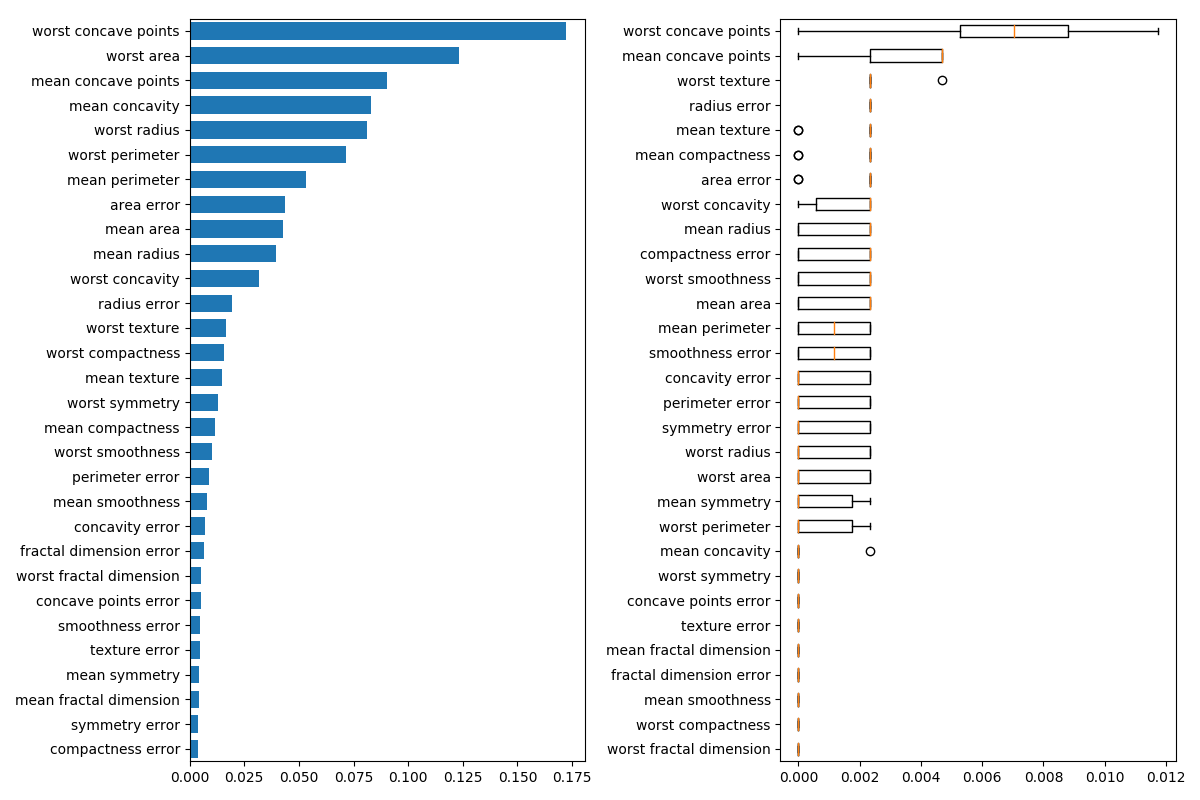 worst concave points
worst area
mean concave points
mean concavity
worst radius
worst perimeter
mean perimeter
area error
mean area
mean radius
worst concavity
radius error
worst texture
worst compactness
mean texture
worst symmetry
mean compactness
worst smoothness
perimeter error
mean smoothness
concavity error
fractal dimension error
worst fractal dimension
concave points error
smoothness error
texture error
mean symmetry
mean fractal dimension
symmetry error
compactness error
0.000 0.025 0.050 0.075 0.100 0.125 0.150 0.175
worst concave points
mean concave points
worst texture
radius error
mean texture
mean compactness
area error
worst concavity
mean radius
compactness error
worst smoothness
mean area
mean perimeter
smoothness error
concavity error
perimeter error
symmetry error
worst radius
worst area
mean symmetry
worst perimeter
mean concavity
worst symmetry
concave points error
texture error
mean fractal dimension
fractal dimension error
mean smoothness
worst compactness
worst fractal dimension
0.000 0.002 0.004 0.006 0.008 0.010 0.012